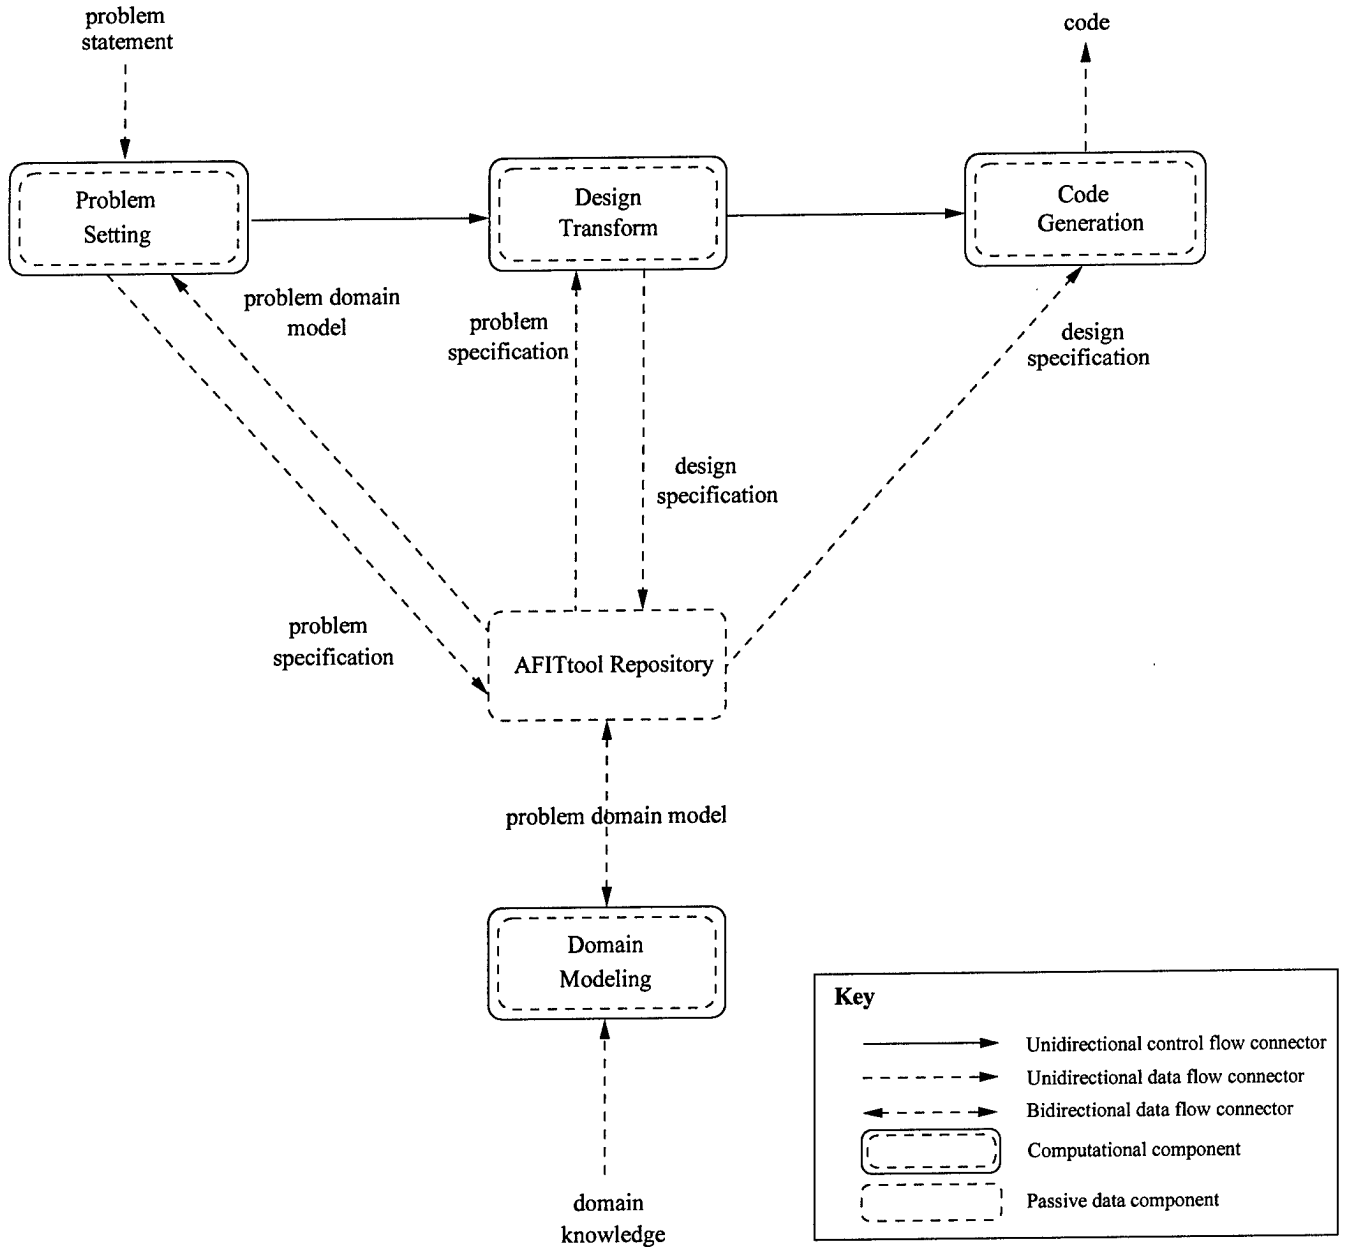 problem
statement
code
Problem
Setting
Design
Transform
Code
Generation
problem domain
model
problem
specification
design
specification
design
specification
problem
specification
AFITtool Repository
problem domain model
Domain
Modeling
domain
knowledge
Key
Unidirectional control flow connector
Unidirectional data flow connector
Bidirectional data flow connector
Computational component
Passive data component